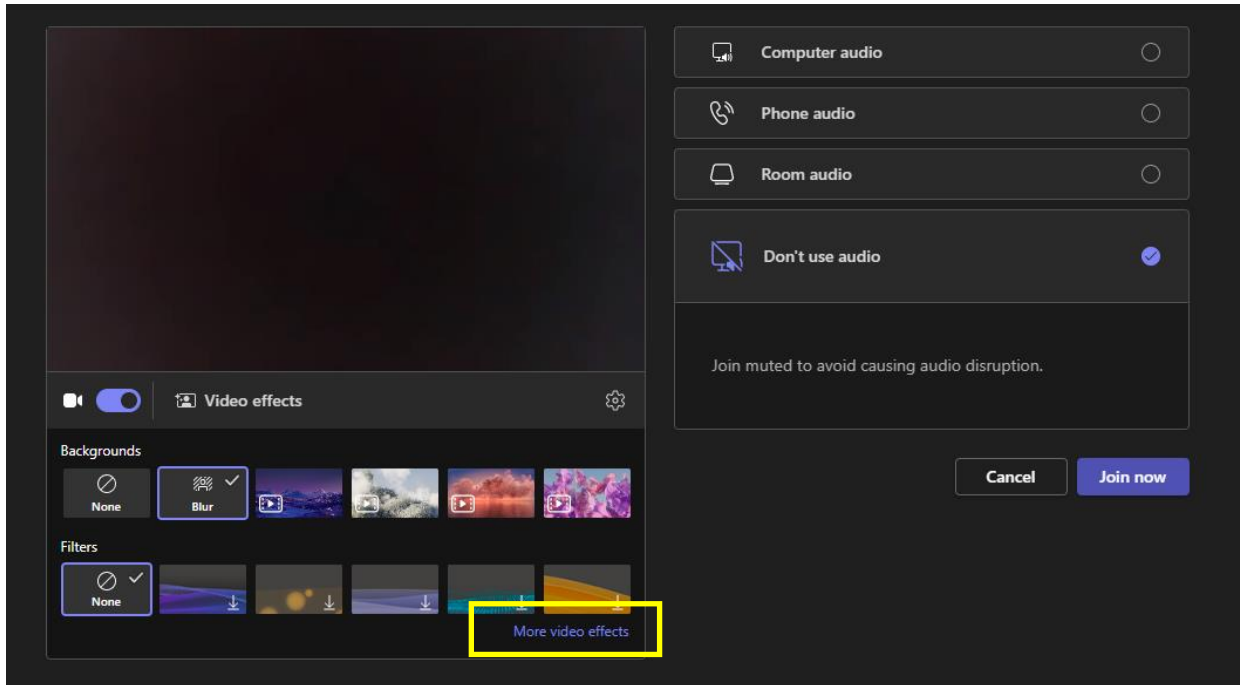 Computer audio
Phone audio
Room audio
Don't use audio
Join muted to avoid causing audio disruption.
Cancel
Join now
Video effects
Backgrounds
None
Blur
Filters
None
More video effects